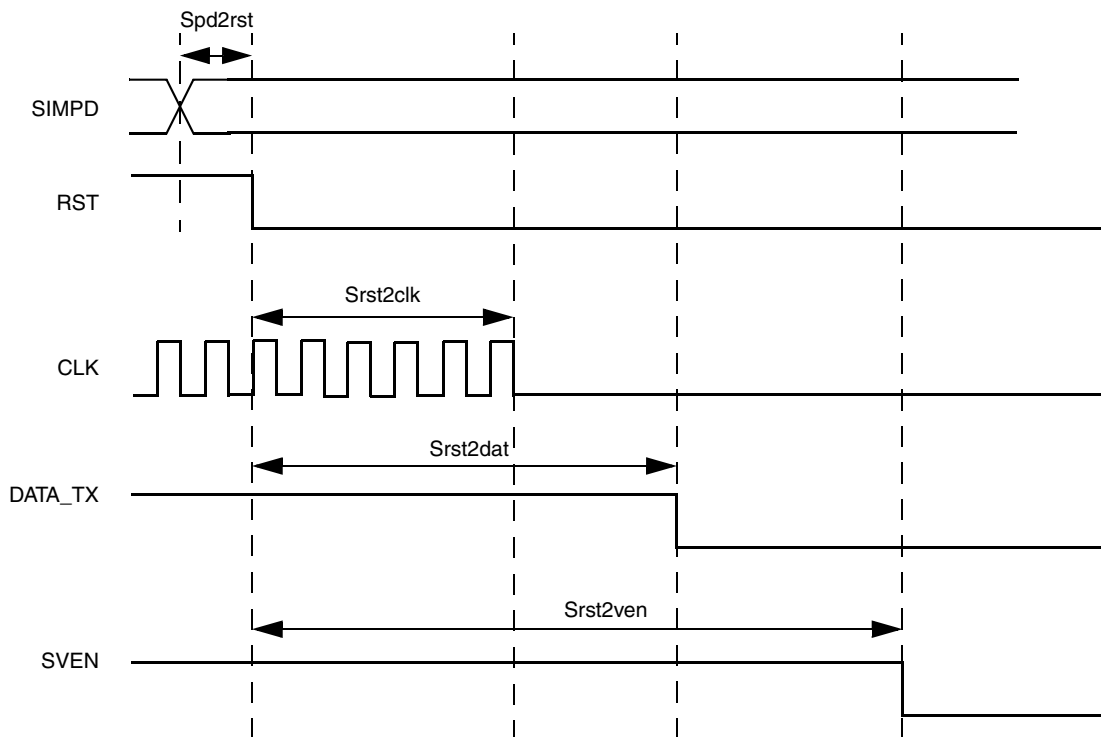 Spd2rst
SIMPD
RST
Srst2clk
CLK
Srst2dat
DATA_TX
Srst2ven
SVEN